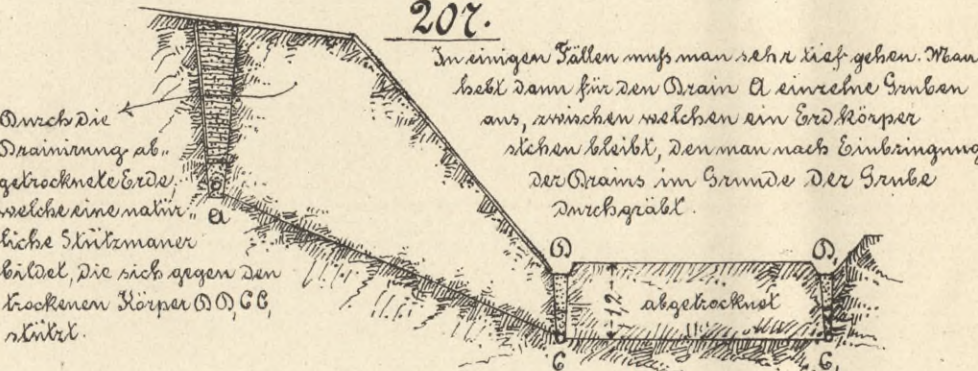 207.
In einigen Fällen muß man sehr tief gehen. Man
hebt dann für den Drain A einzelne Gruben
aus, zwischen welchen ein Erdkörper
stehen bleibt, den man nach Einbringung
der Drains im Grunde der Grube
durchgräbt.
Durch die
Drainirung ab-
getrocknete Erde,
welche eine natür-
liche Stützmauer
bildet, die sich gegen den
trockenen Körper D D, C C,
stützt.
A
D
D,
1,2
abgetrocknet
C
C,